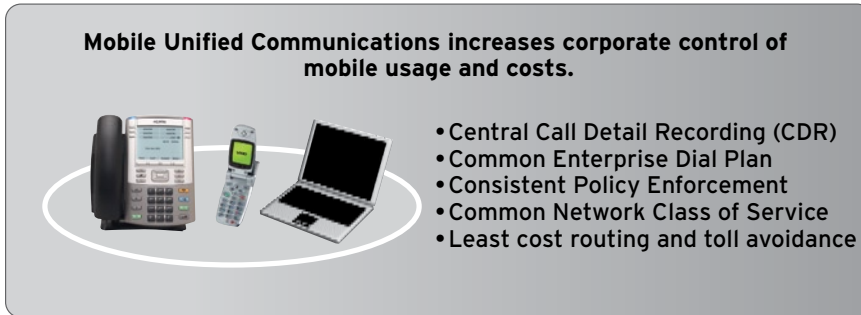 Mobile Unified Communications increases corporate control of
mobile usage and costs.
•Central Call Detail Recording (CDR)
•Common Enterprise Dial Plan
•Consistent Policy Enforcement
•Common Network Class of Service
•Least cost routing and toll avoidance